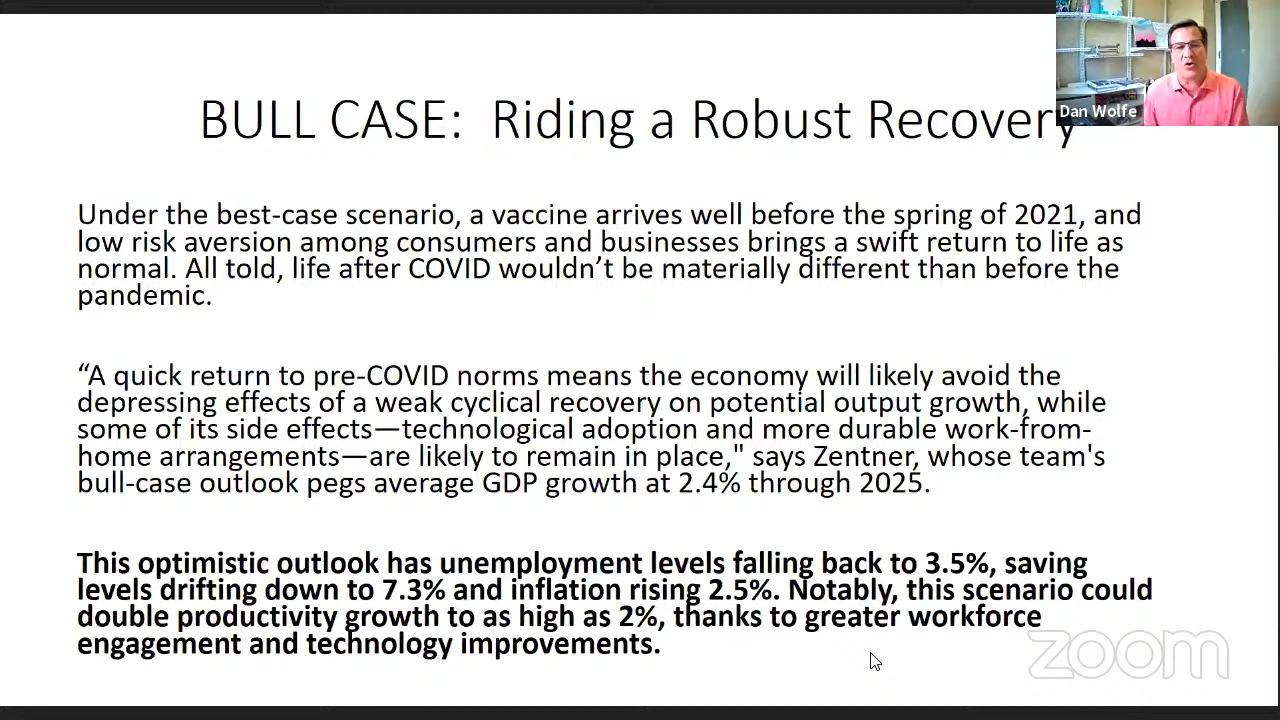 BULL CASE: Riding a Robust Recovery
Dan Wolfe
Under the best-case scenario, a vaccine arrives well before the spring of 2021, and
low risk aversion among consumers and businesses brings a swift return to life as
normal. All told, life after COVID wouldn’t be materially different than before the
pandemic.
“A quick return to pre-COVID norms means the economy will likely avoid the
depressing effects of a weak cyclical recovery on potential output growth, while
some of its side effects—technological adoption and more durable work-from-
home arrangements—are likely to remain in place," says Zentner, whose team's
bull-case outlook pegs average GDP growth at 2.4% through 2025.
This optimistic outlook has unemployment levels falling back to 3.5%, saving
levels drifting down to 7.3% and inflation rising 2.5%. Notably, this scenario could
double productivity growth to as high as 2%, thanks to greater workforce
engagement and technology improvements.
zoom